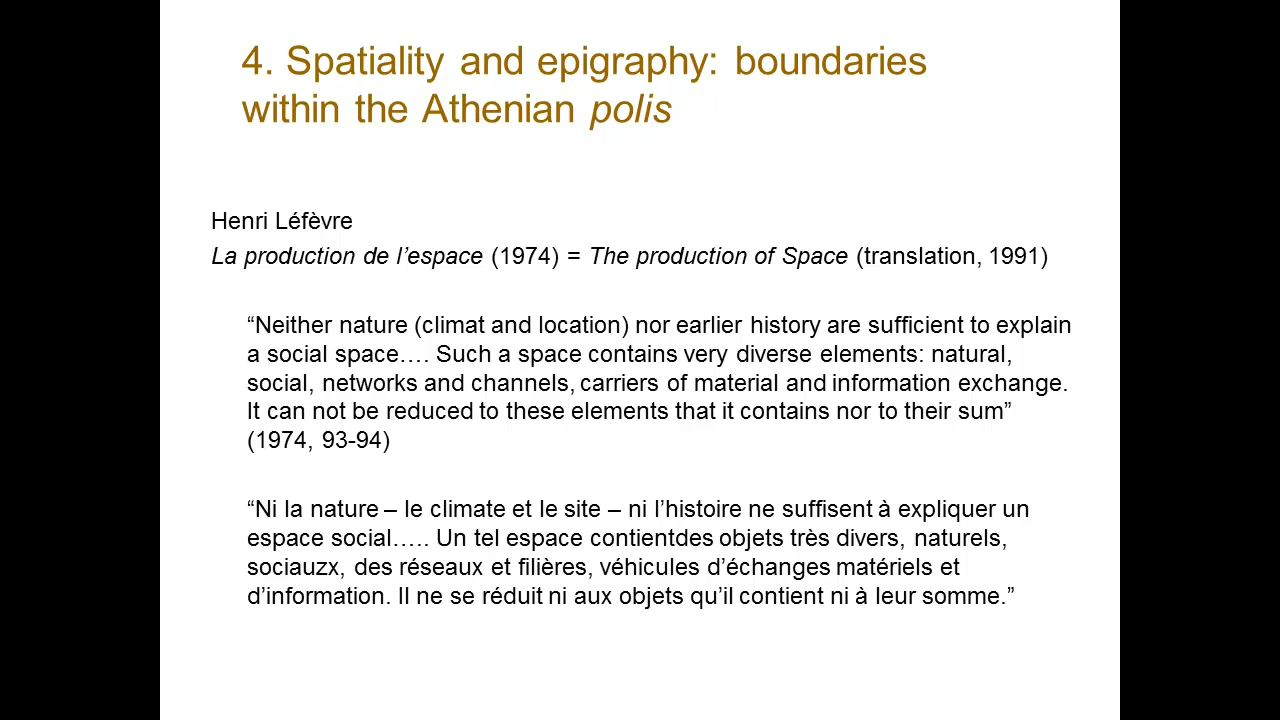 4. Spatiality and epigraphy: boundaries
within the Athenian polis
Henri Léfèvre
La production de l’espace (1974) = The production of Space (translation, 1991)
“Neither nature (climat and location) nor earlier history are sufficient to explain
a social space…. Such a space contains very diverse elements: natural,
social, networks and channels, carriers of material and information exchange.
It can not be reduced to these elements that it contains nor to their sum”
(1974, 93-94)
“Ni la nature – le climate et le site – ni l’histoire ne suffisent à expliquer un
espace social….. Un tel espace contientdes objets très divers, naturels,
sociauzx, des réseaux et filières, véhicules d’échanges matériels et
d’information. Il ne se réduit ni aux objets qu’il contient ni à leur somme.”